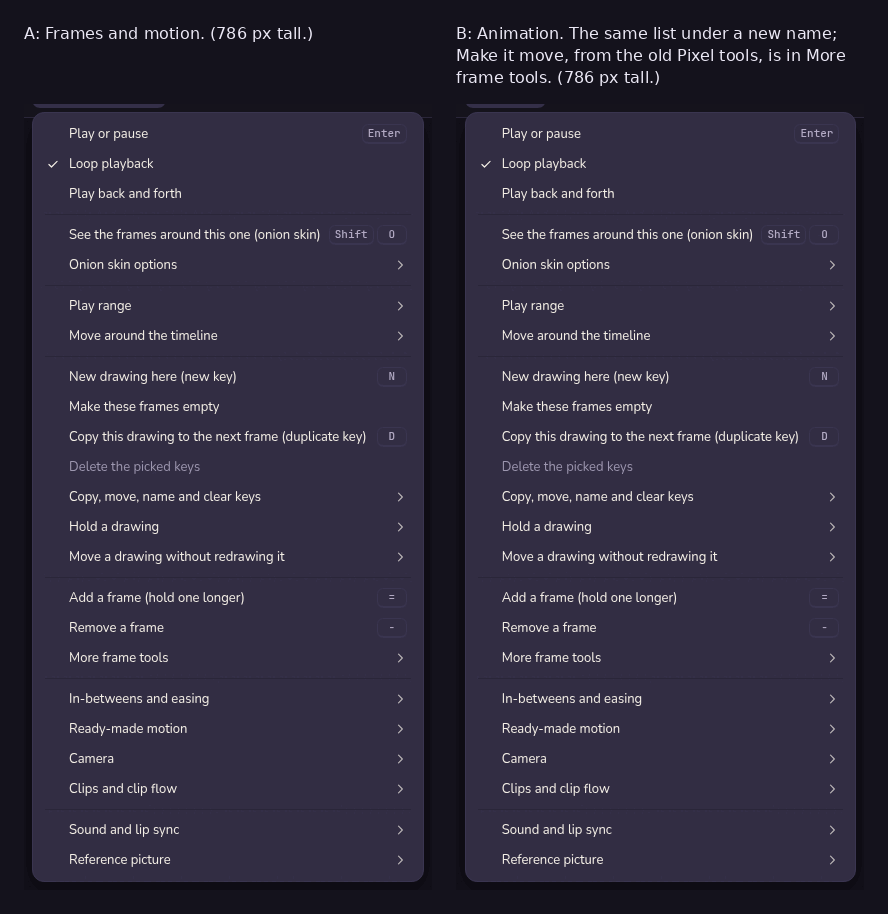 A: Frames and motion. (786 px tall.)
Play or pause Enter
Loop playback
Play back and forth
See the frames around this one (onion skin) Shift O
Onion skin options
Play range
Move around the timeline
New drawing here (new key) N
Make these frames empty
Copy this drawing to the next frame (duplicate key) D
Delete the picked keys
Copy, move, name and clear keys
Hold a drawing
Move a drawing without redrawing it
Add a frame (hold one longer) =
Remove a frame -
More frame tools
In-betweens and easing
Ready-made motion
Camera
Clips and clip flow
Sound and lip sync
Reference picture
B: Animation. The same list under a new name;
Make it move, from the old Pixel tools, is in More
frame tools. (786 px tall.)
Play or pause Enter
Loop playback
Play back and forth
See the frames around this one (onion skin) Shift O
Onion skin options
Play range
Move around the timeline
New drawing here (new key) N
Make these frames empty
Copy this drawing to the next frame (duplicate key) D
Delete the picked keys
Copy, move, name and clear keys
Hold a drawing
Move a drawing without redrawing it
Add a frame (hold one longer) =
Remove a frame -
More frame tools
In-betweens and easing
Ready-made motion
Camera
Clips and clip flow
Sound and lip sync
Reference picture